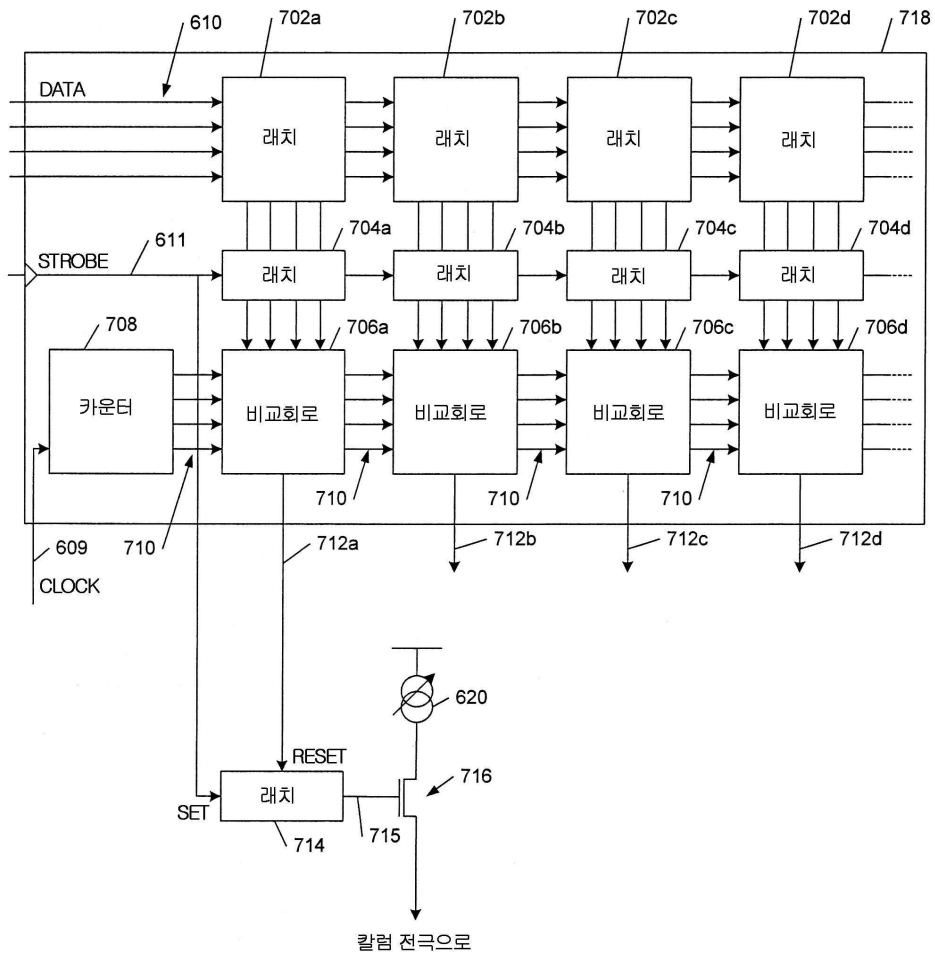 610
702a
702b
702c
702d
718
DATA
래치
래치
래치
래치
704a
704b
704c
704d
611
STROBE
래치
래치
래치
래치
708
706a
706b
706c
706d
카운터
비교회로
비교회로
비교회로
비교회로
710
710
710
710
609
712a
712b
712c
712d
CLOCK
620
RESET
716
래치
SET
714
715
칼럼 전극으로